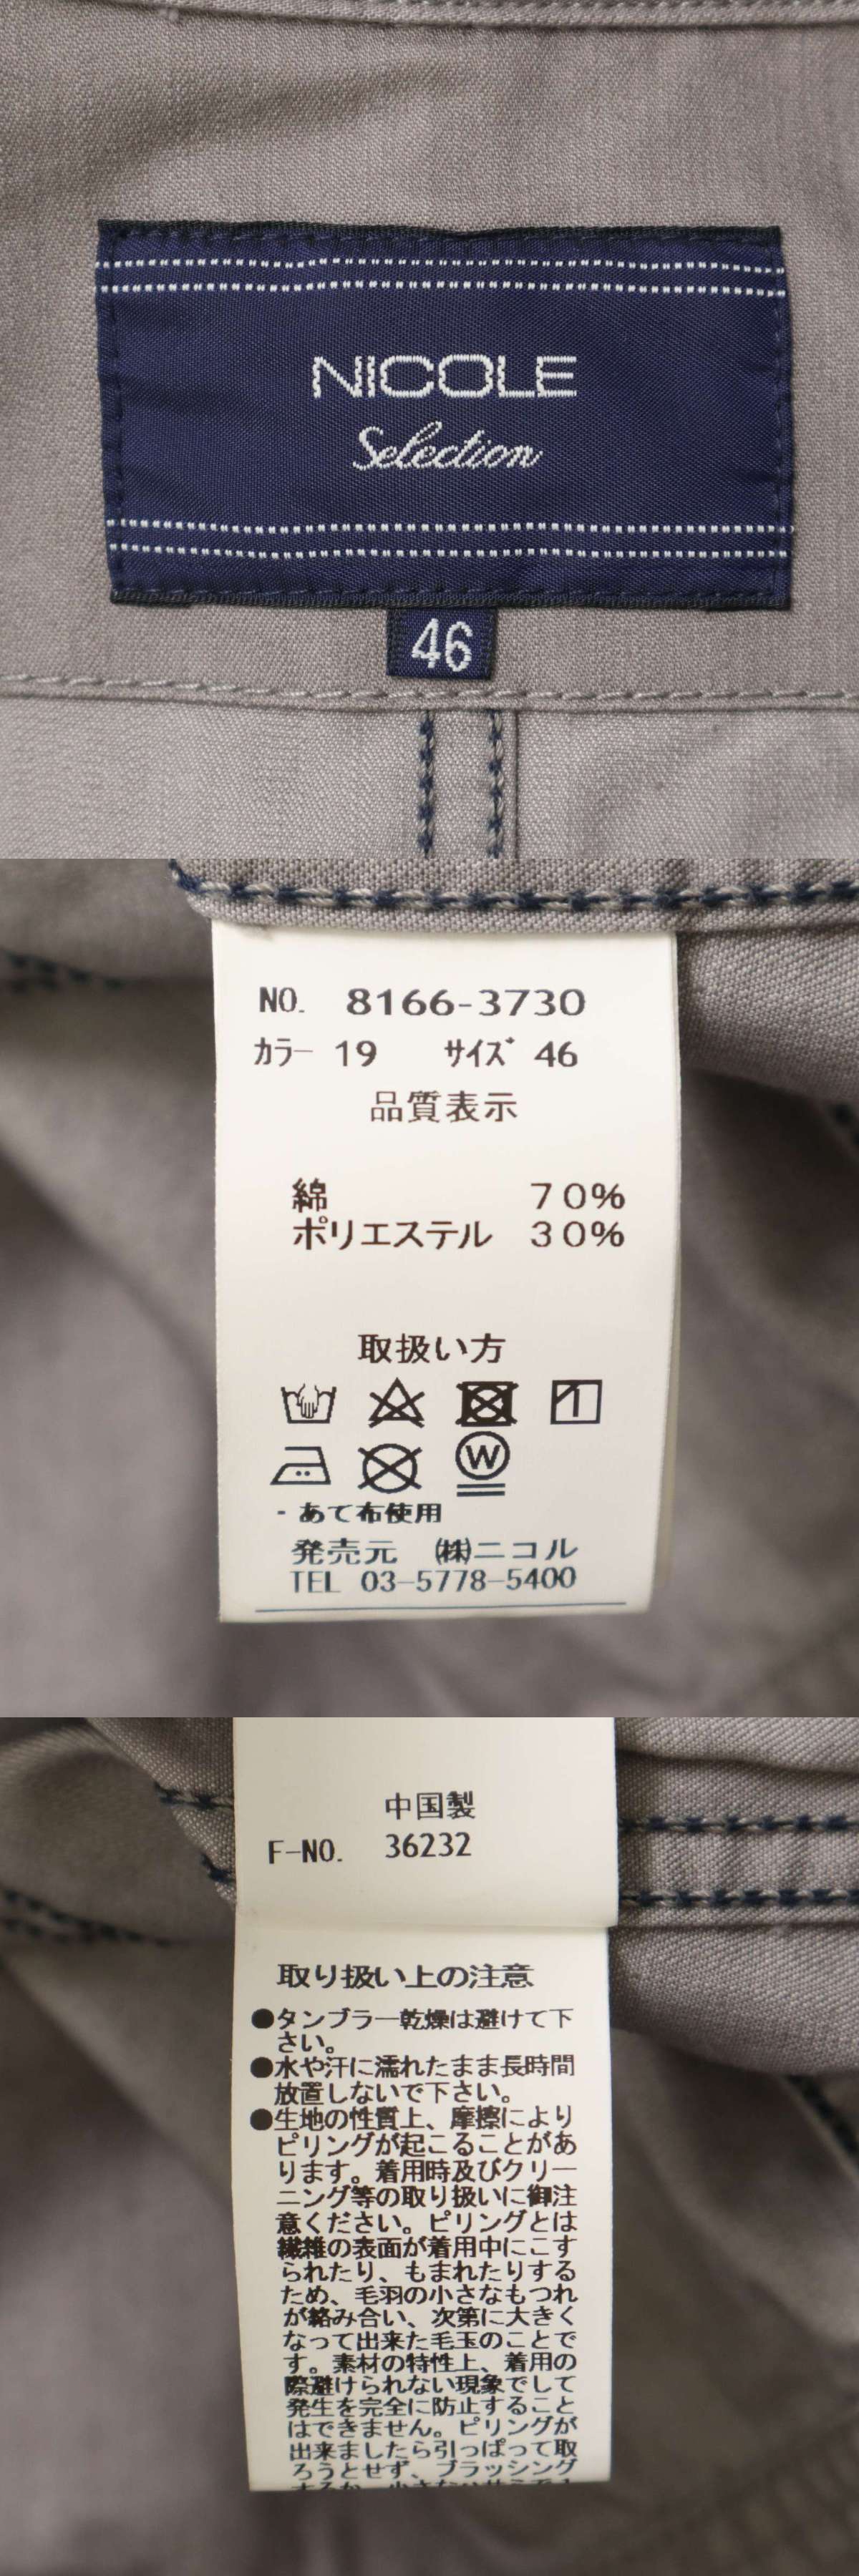 NICOLE
Selection
46
NO. 8166-3730
カラー 19 サイズ 46
品質表示
綿 70%
ポリエステル 30%
取扱い方
W
・あて布使用
発売元 ㈱ニコル
TEL 03-5778-5400
中国製
F-NO. 36232
取り扱い上の注意
●タンブラー乾燥は避けて下
さい。
●水や汗に濡れたまま長時間
放置しないで下さい。
●生地の性質上、摩擦により
ピリングが起こることがあ
ります。着用時及びクリー
ニング等の取り扱いに御注
意ください。ピリングとは
繊維の表面が着用中にこす
られたり、もまれたりする
ため、毛羽の小さなもつれ
が絡み合い、次第に大きく
なって出来た毛玉のことで
す。素材の特性上、着用の
際避けられない現象でして
発生を完全に防止すること
はできません。ピリングが
出来ましたら引っぱって取
ろうとせず、ブラッシング